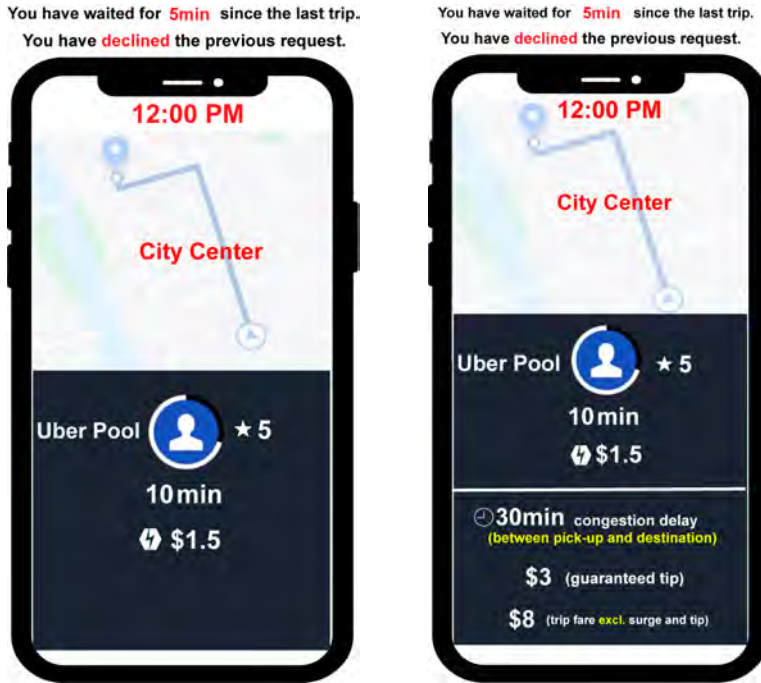 You have waited for 5min since the last trip.
You have declined the previous request.
12:00 PM
City Center
Uber Pool ★ 5
10min
$1.5
You have waited for 5min since the last trip.
You have declined the previous request.
12:00 PM
City Center
Uber Pool ★ 5
10min
$1.5
30min congestion delay
(between pick-up and destination)
$3 (guaranteed tip)
$8 (trip fare excl. surge and tip)